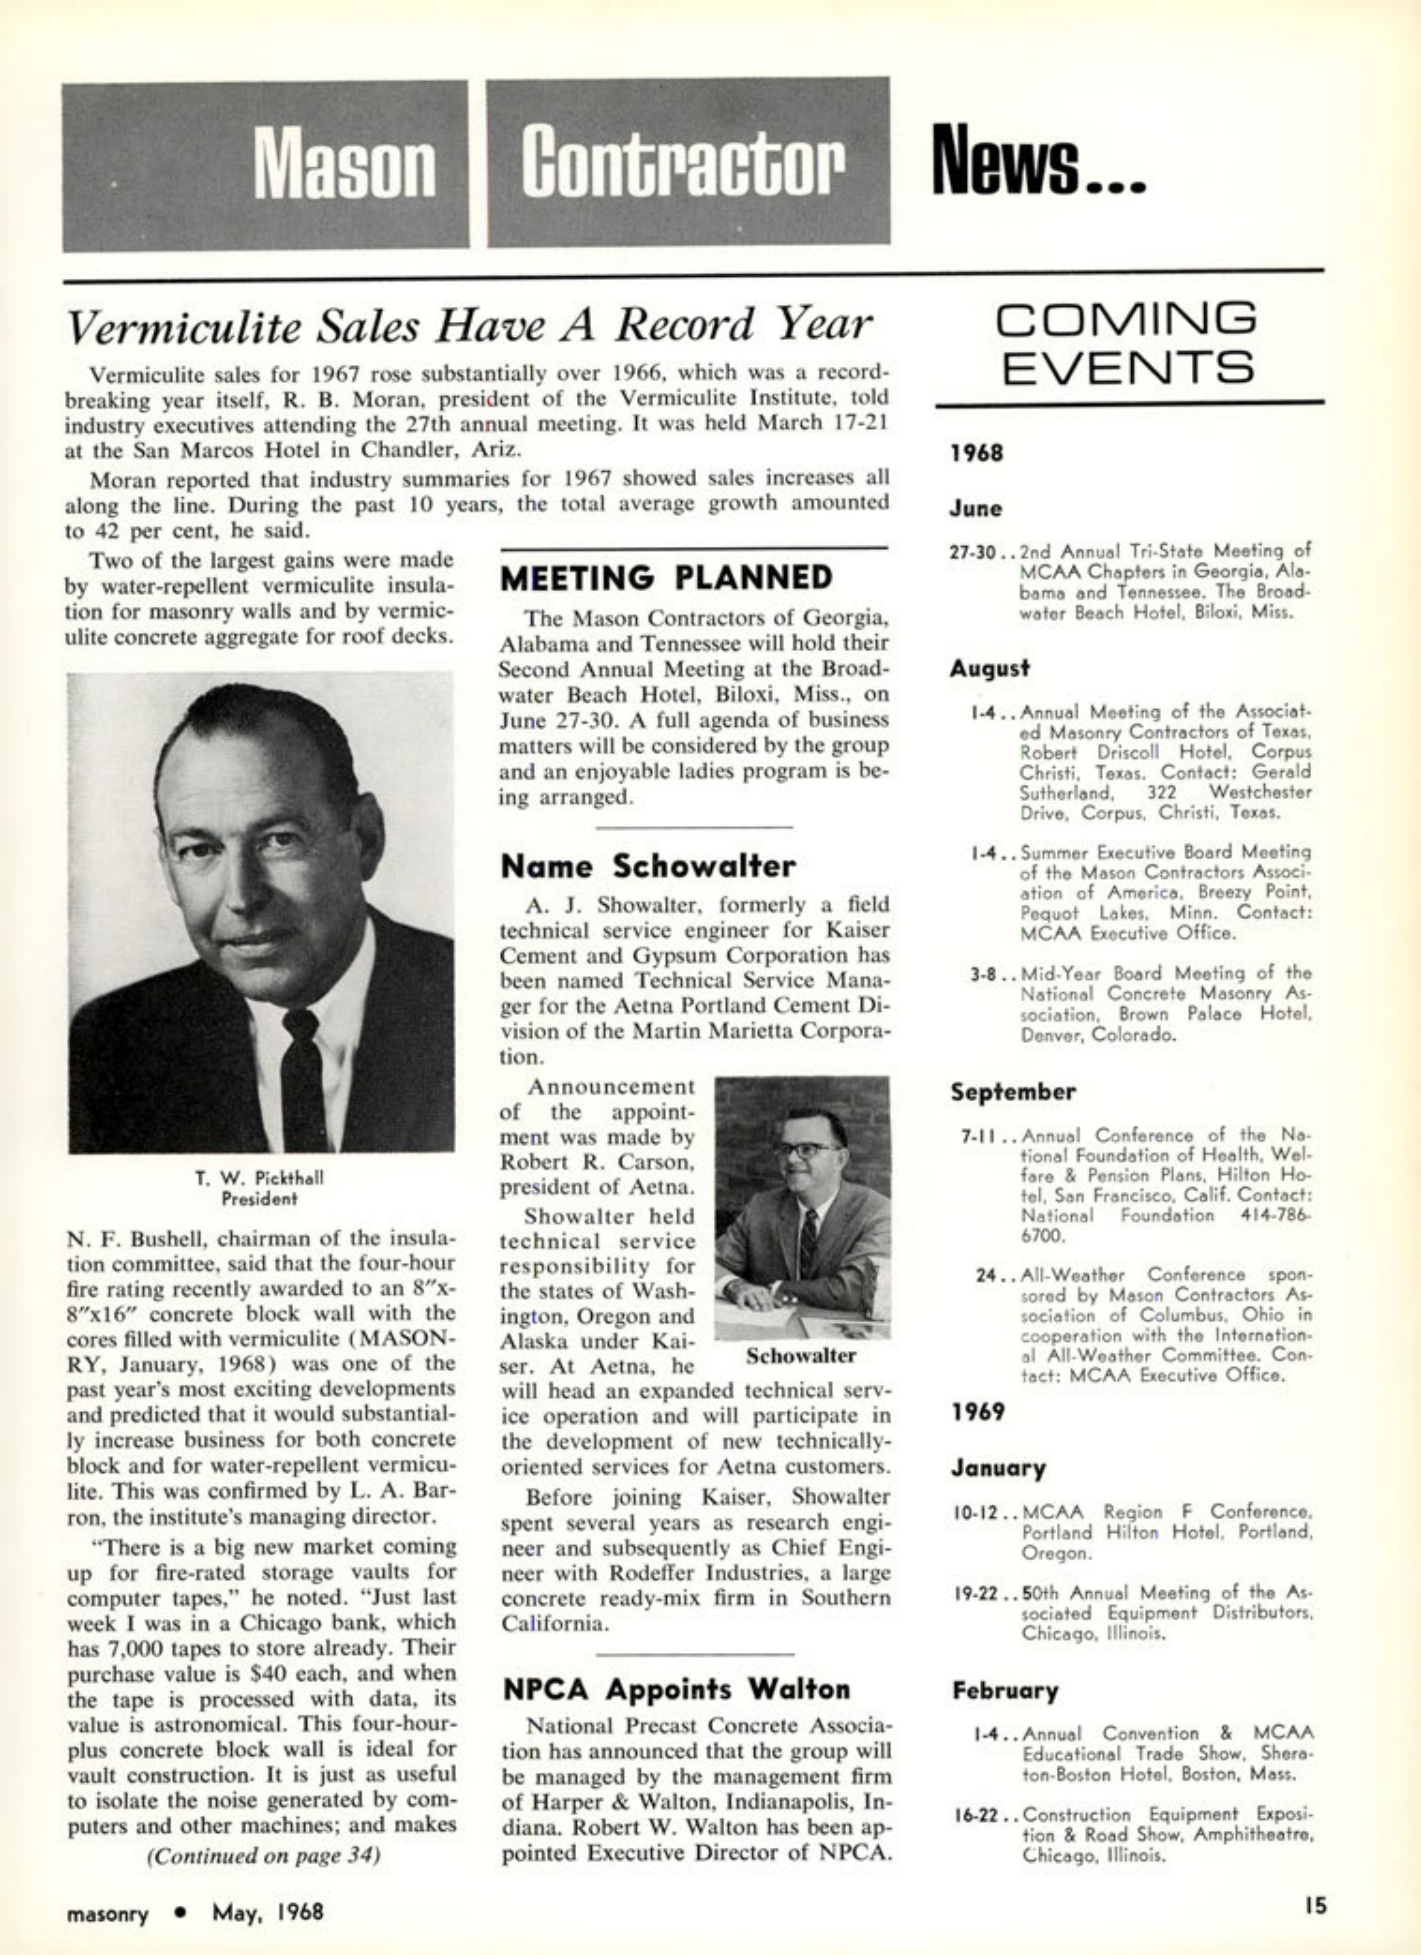 Mason Contractor News...
Vermiculite Sales Have A Record Year
Vermiculite sales for 1967 rose substantially over 1966, which was a record-
breaking year itself, R. B. Moran, president of the Vermiculite Institute, told
industry executives attending the 27th annual meeting. It was held March 17-21
at the San Marcos Hotel in Chandler, Ariz.
Moran reported that industry summaries for 1967 showed sales increases all
along the line. During the past 10 years, the total average growth amounted
to 42 per cent, he said.
Two of the largest gains were made
by water-repellent vermiculite insula-
tion for masonry walls and by vermic-
ulite concrete aggregate for roof decks.
T. W. Pickthall
President
N. F. Bushell, chairman of the insula-
tion committee, said that the four-hour
fire rating recently awarded to an 8"x-
8"x16" concrete block wall with the
cores filled with vermiculite (MASON-
RY, January, 1968) was one of the
past year's most exciting developments
and predicted that it would substantial-
ly increase business for both concrete
block and for water-repellent vermicu-
lite. This was confirmed by L. A. Bar-
ron, the institute's managing director.
"There is a big new market coming
up for fire-rated storage vaults for
computer tapes," he noted. "Just last
week I was in a Chicago bank, which
has 7,000 tapes to store already. Their
purchase value is $40 each, and when
the tape is processed with data, its
value is astronomical. This four-hour-
plus concrete block wall is ideal for
vault construction. It is just as useful
to isolate the noise generated by com-
puters and other machines; and makes
(Continued on page 34)
MEETING PLANNED
The Mason Contractors of Georgia,
Alabama and Tennessee will hold their
Second Annual Meeting at the Broad-
water Beach Hotel, Biloxi, Miss., on
June 27-30. A full agenda of business
matters will be considered by the group
and an enjoyable ladies program is be-
ing arranged.
Name Schowalter
A. J. Showalter, formerly a field
technical service engineer for Kaiser
Cement and Gypsum Corporation has
been named Technical Service Mana-
ger for the Aetna Portland Cement Di-
vision of the Martin Marietta Corpora-
tion.
Announcement
of the appoint-
ment was made by
Robert R. Carson,
president of Aetna.
Showalter held
technical service
responsibility for
the states of Wash-
ington, Oregon and
Alaska under Kai-
ser. At Aetna, he
Schowalter
will head an expanded technical serv-
ice operation and will participate in
the development of new technically-
oriented services for Aetna customers.
Before joining Kaiser, Showalter
spent several years as research engi-
neer and subsequently as Chief Engi-
neer with Rodeffer Industries, a large
concrete ready-mix firm in Southern
California.
NPCA Appoints Walton
National Precast Concrete Associa-
tion has announced that the group will
be managed by the management firm
of Harper & Walton, Indianapolis, In-
diana. Robert W. Walton has been ap-
pointed Executive Director of NPCA.
COMING
EVENTS
1968
June
27-30 . . 2nd Annual Tri-State Meeting of
MCAA Chapters in Georgia, Ala-
bama and Tennessee. The Broad-
water Beach Hotel, Biloxi, Miss.
August
1-4 . . Annual Meeting of the Associat-
ed Masonry Contractors of Texas,
Robert Driscoll Hotel, Corpus
Christi, Texas. Contact: Gerald
Sutherland, 322 Westchester
Drive, Corpus, Christi, Texas.
1-4 . . Summer Executive Board Meeting
of the Mason Contractors Associ-
ation of America, Breezy Point,
Pequot Lakes, Minn. Contact:
MCAA Executive Office.
3-8 . . Mid-Year Board Meeting of the
National Concrete Masonry As-
sociation, Brown Palace Hotel,
Denver, Colorado.
September
7-11 . . Annual Conference of the Na-
tional Foundation of Health, Wel-
fare & Pension Plans, Hilton Ho-
tel, San Francisco, Calif. Contact:
National Foundation 414-786-
6700.
24 . . All-Weather Conference spon-
sored by Mason Contractors As-
sociation of Columbus, Ohio in
cooperation with the Internation-
al All-Weather Committee. Con-
tact: MCAA Executive Office.
1969
January
10-12 . . MCAA Region F Conference,
Portland Hilton Hotel, Portland,
Oregon.
19-22 . . 50th Annual Meeting of the As-
sociated Equipment Distributors,
Chicago, Illinois.
February
1-4 . . Annual Convention & MCAA
Educational Trade Show, Shera-
ton-Boston Hotel, Boston, Mass.
16-22 . . Construction Equipment Exposi-
tion & Road Show, Amphitheatre,
Chicago, Illinois.
masonry • May, 1968
15